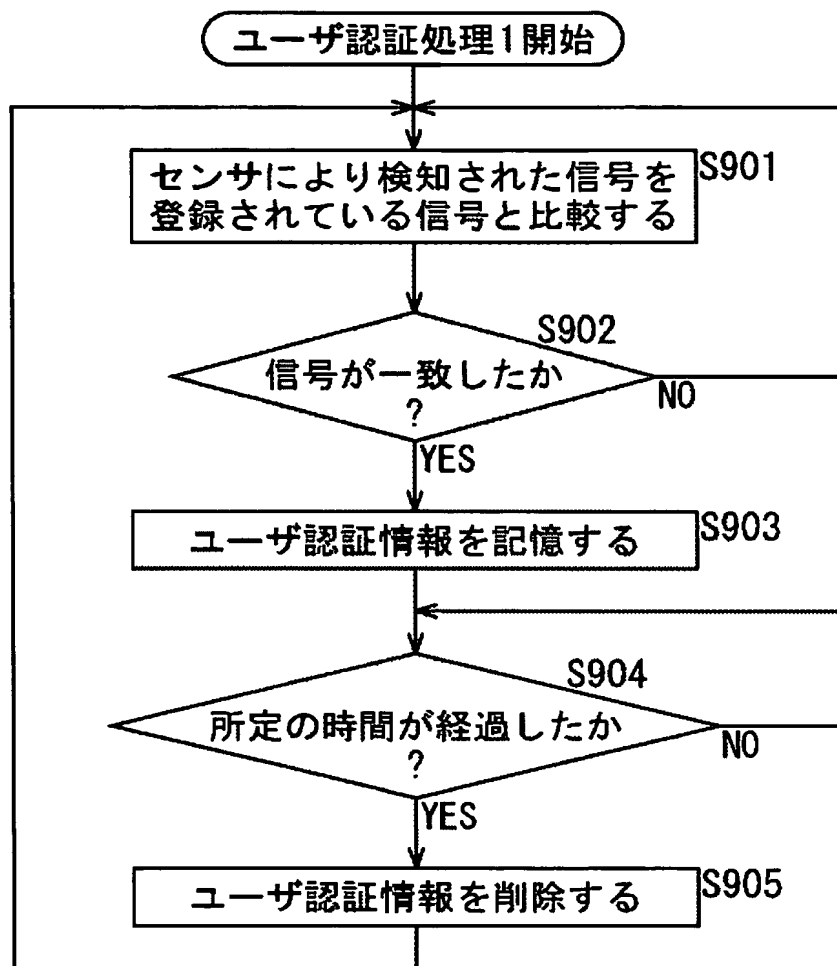 ユーザ認証処理1開始
センサにより検知された信号を
登録されている信号と比較する
S901
S902
信号が一致したか
?
NO
YES
ユーザ認証情報を記憶する
S903
S904
所定の時間が経過したか
?
NO
YES
ユーザ認証情報を削除する
S905